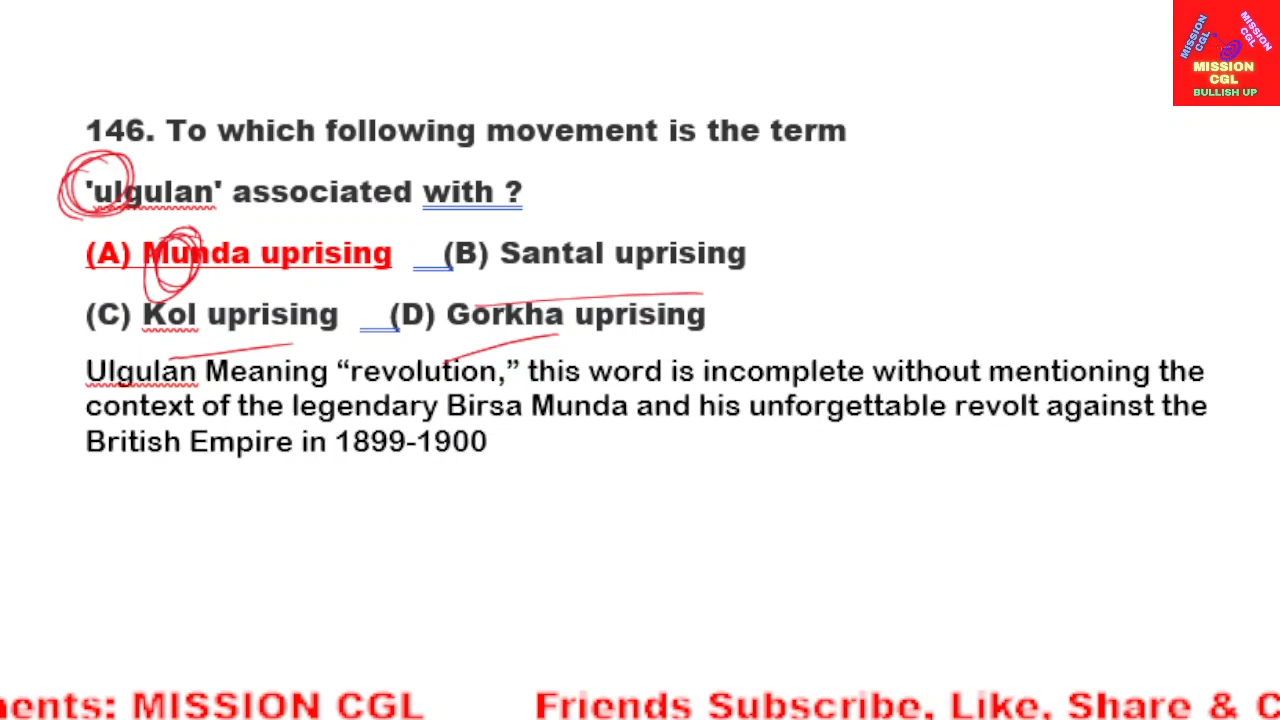 MISSION CGL
MISSION CGL
MISSION
CGL
BULLISH UP
146. To which following movement is the term
'ulgulan' associated with ?
(A) Munda uprising (B) Santal uprising
(C) Kol uprising (D) Gorkha uprising
Ulgulan Meaning “revolution,” this word is incomplete without mentioning the
context of the legendary Birsa Munda and his unforgettable revolt against the
British Empire in 1899-1900
MISSION CGL Friends Subscribe, Like, Share &